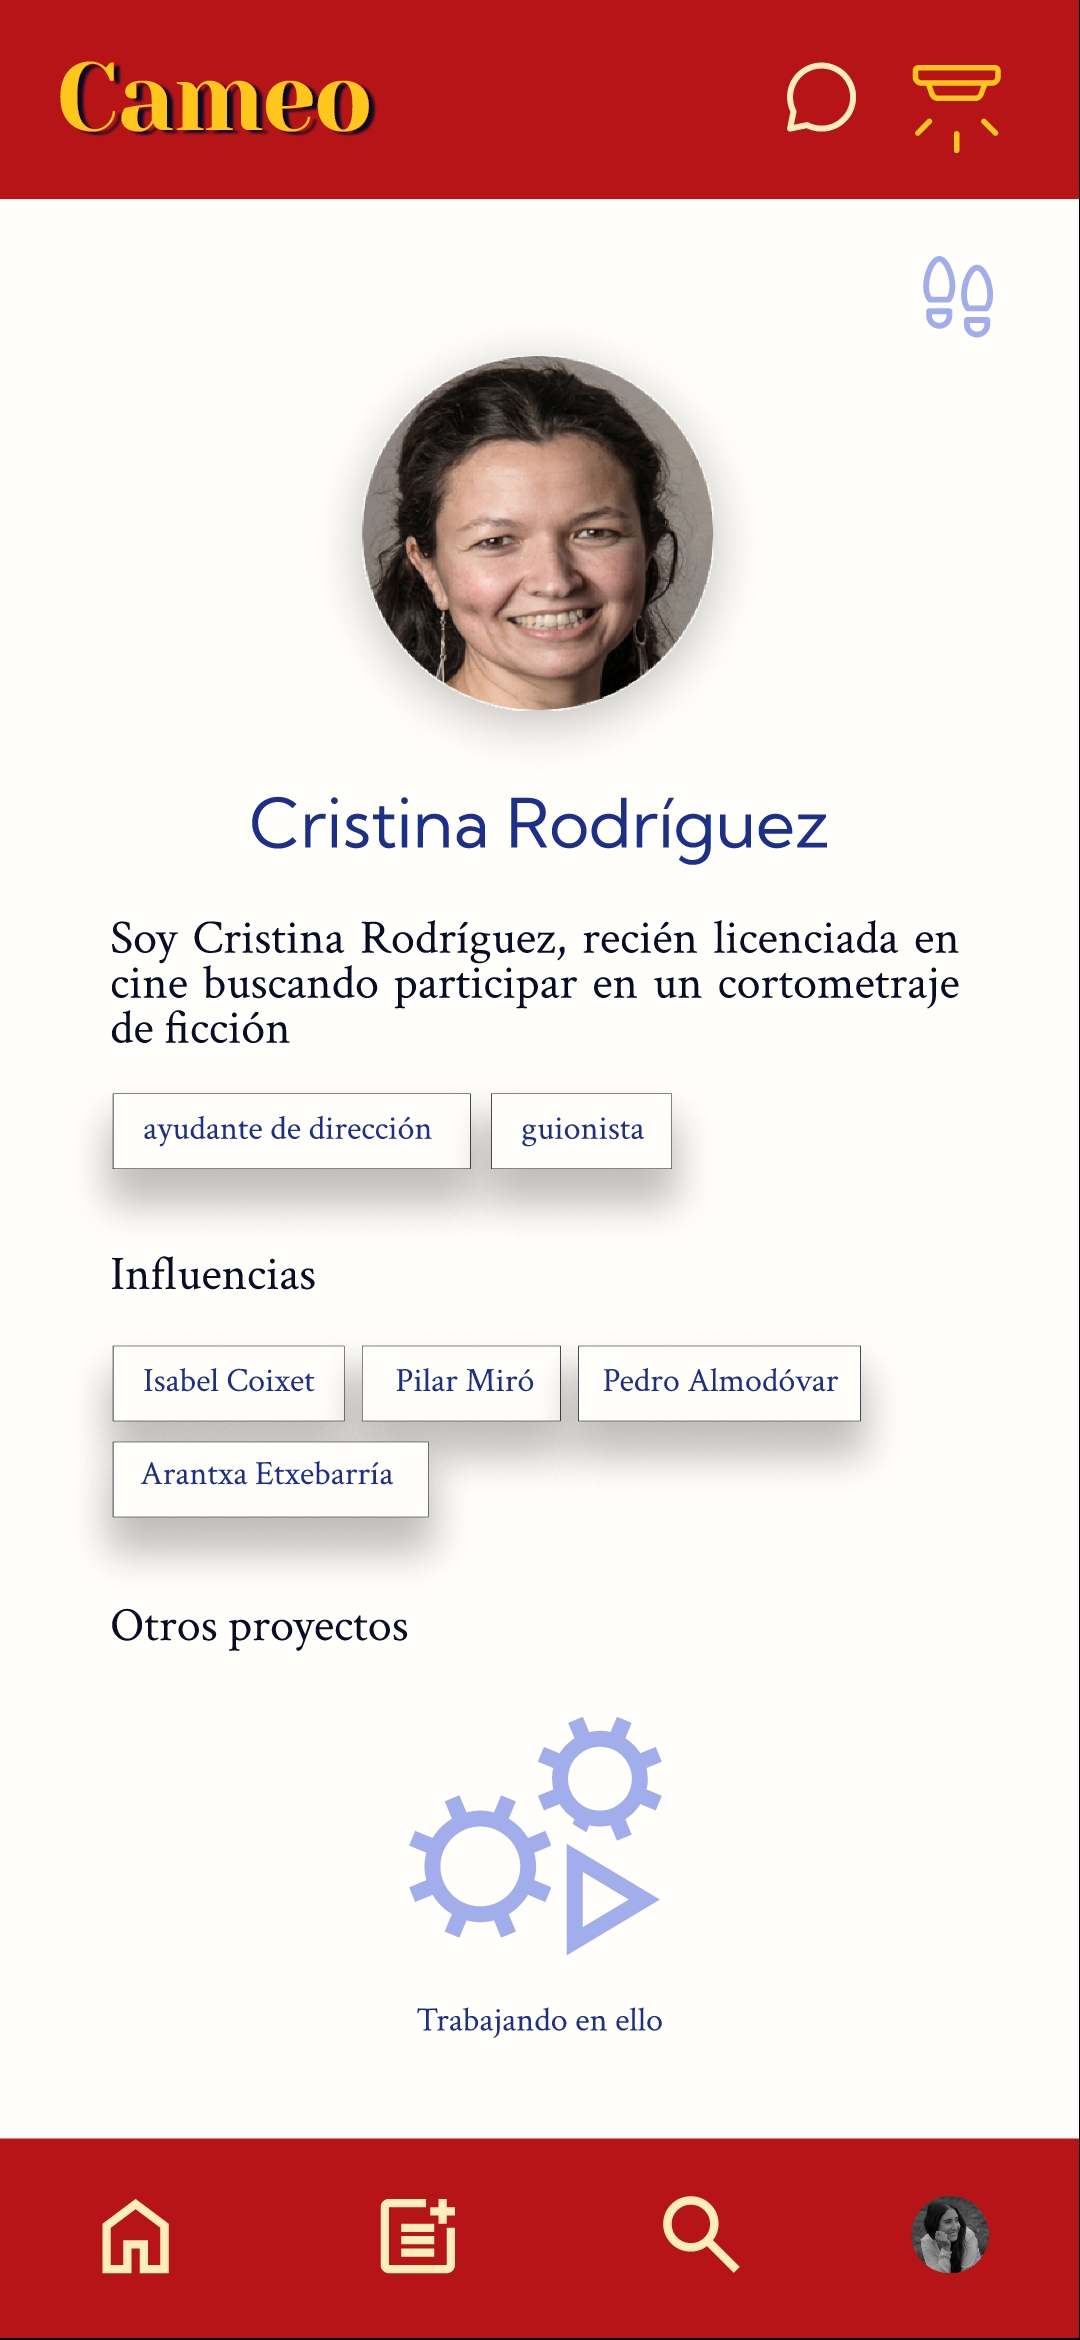 Cameo
Cristina Rodríguez
Soy Cristina Rodríguez, recién licenciada en
cine buscando participar en un cortometraje
de ficción
ayudante de dirección guionista
Influencias
Isabel Coixet Pilar Miró Pedro Almodóvar
Arantxa Etxebarría
Otros proyectos
Trabajando en ello